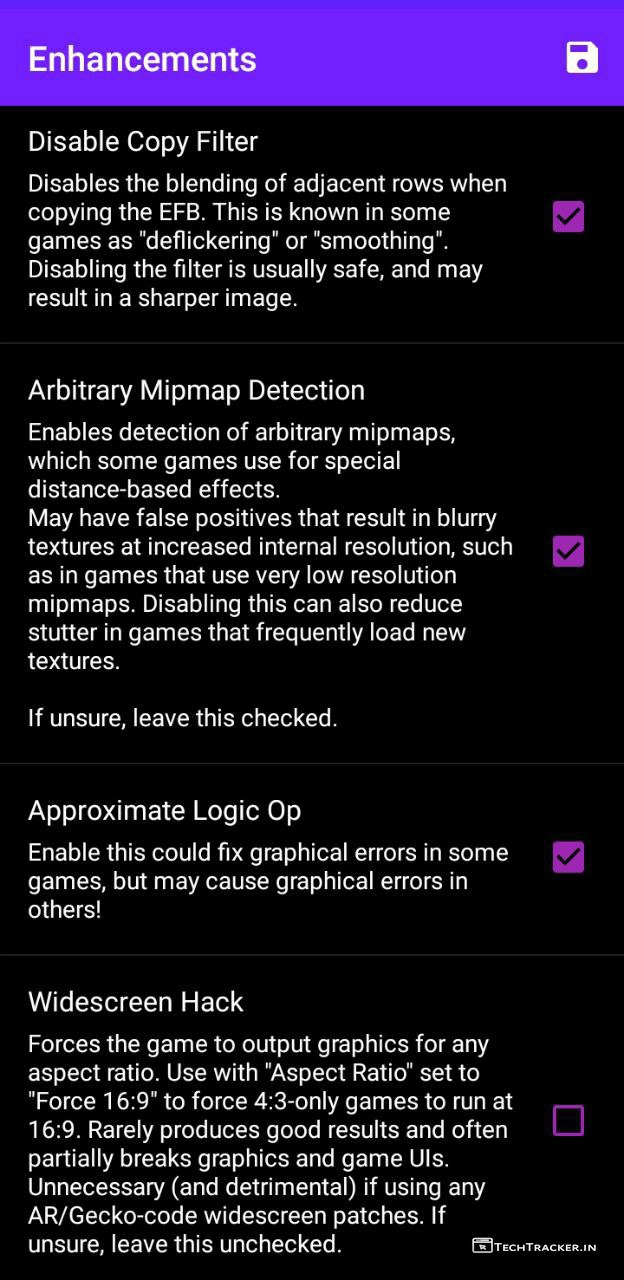 Enhancements
Disable Copy Filter
Disables the blending of adjacent rows when
copying the EFB. This is known in some
games as "deflickering" or "smoothing".
Disabling the filter is usually safe, and may
result in a sharper image.
Arbitrary Mipmap Detection
Enables detection of arbitrary mipmaps,
which some games use for special
distance-based effects.
May have false positives that result in blurry
textures at increased internal resolution, such
as in games that use very low resolution
mipmaps. Disabling this can also reduce
stutter in games that frequently load new
textures.
If unsure, leave this checked.
Approximate Logic Op
Enable this could fix graphical errors in some
games, but may cause graphical errors in
others!
Widescreen Hack
Forces the game to output graphics for any
aspect ratio. Use with "Aspect Ratio" set to
"Force 16:9" to force 4:3-only games to run at
16:9. Rarely produces good results and often
partially breaks graphics and game UIs.
Unnecessary (and detrimental) if using any
AR/Gecko-code widescreen patches. If
unsure, leave this unchecked.
TECHTRACKER.IN